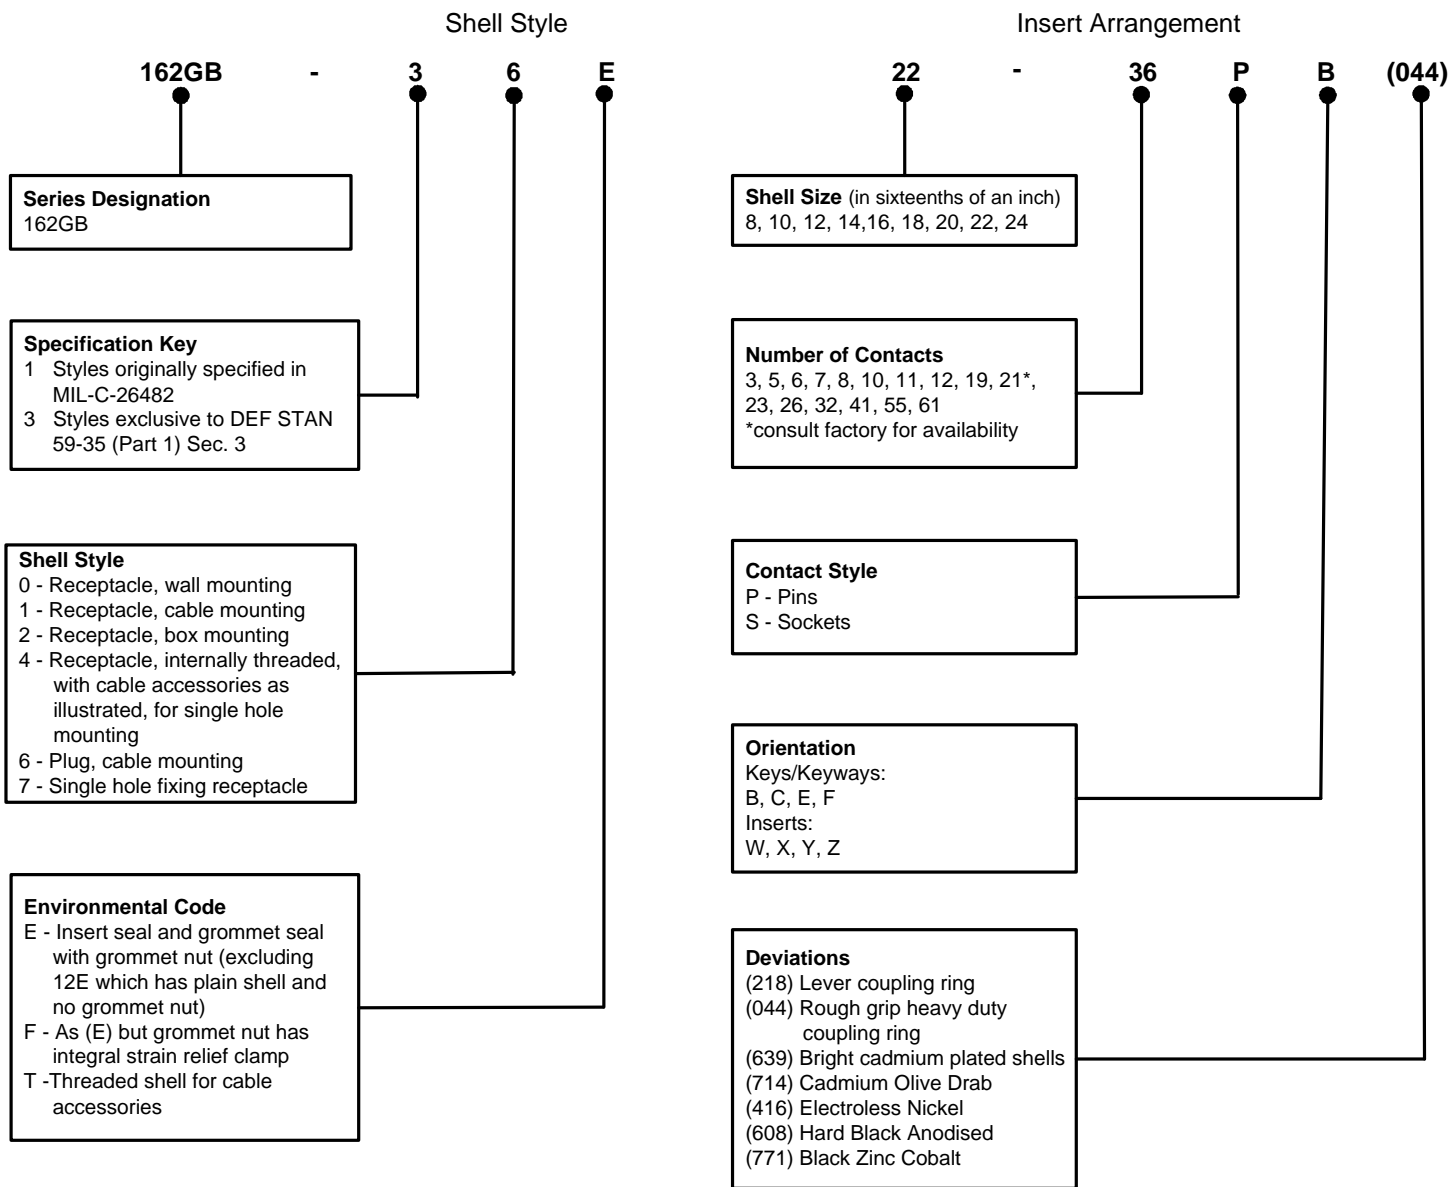 Shell Style
Insert Arrangement
162GB - 3 6 E
22 - 36 P B (044)
Series Designation
162GB
Specification Key
1 Styles originally specified in
MIL-C-26482
3 Styles exclusive to DEF STAN
59-35 (Part 1) Sec. 3
Shell Style
0 - Receptacle, wall mounting
1 - Receptacle, cable mounting
2 - Receptacle, box mounting
4 - Receptacle, internally threaded,
with cable accessories as
illustrated, for single hole
mounting
6 - Plug, cable mounting
7 - Single hole fixing receptacle
Environmental Code
E - Insert seal and grommet seal
with grommet nut (excluding
12E which has plain shell and
no grommet nut)
F - As (E) but grommet nut has
integral strain relief clamp
T -Threaded shell for cable
accessories
Shell Size (in sixteenths of an inch)
8, 10, 12, 14,16, 18, 20, 22, 24
Number of Contacts
3, 5, 6, 7, 8, 10, 11, 12, 19, 21*,
23, 26, 32, 41, 55, 61
*consult factory for availability
Contact Style
P - Pins
S - Sockets
Orientation
Keys/Keyways:
B, C, E, F
Inserts:
W, X, Y, Z
Deviations
(218) Lever coupling ring
(044) Rough grip heavy duty
coupling ring
(639) Bright cadmium plated shells
(714) Cadmium Olive Drab
(416) Electroless Nickel
(608) Hard Black Anodised
(771) Black Zinc Cobalt